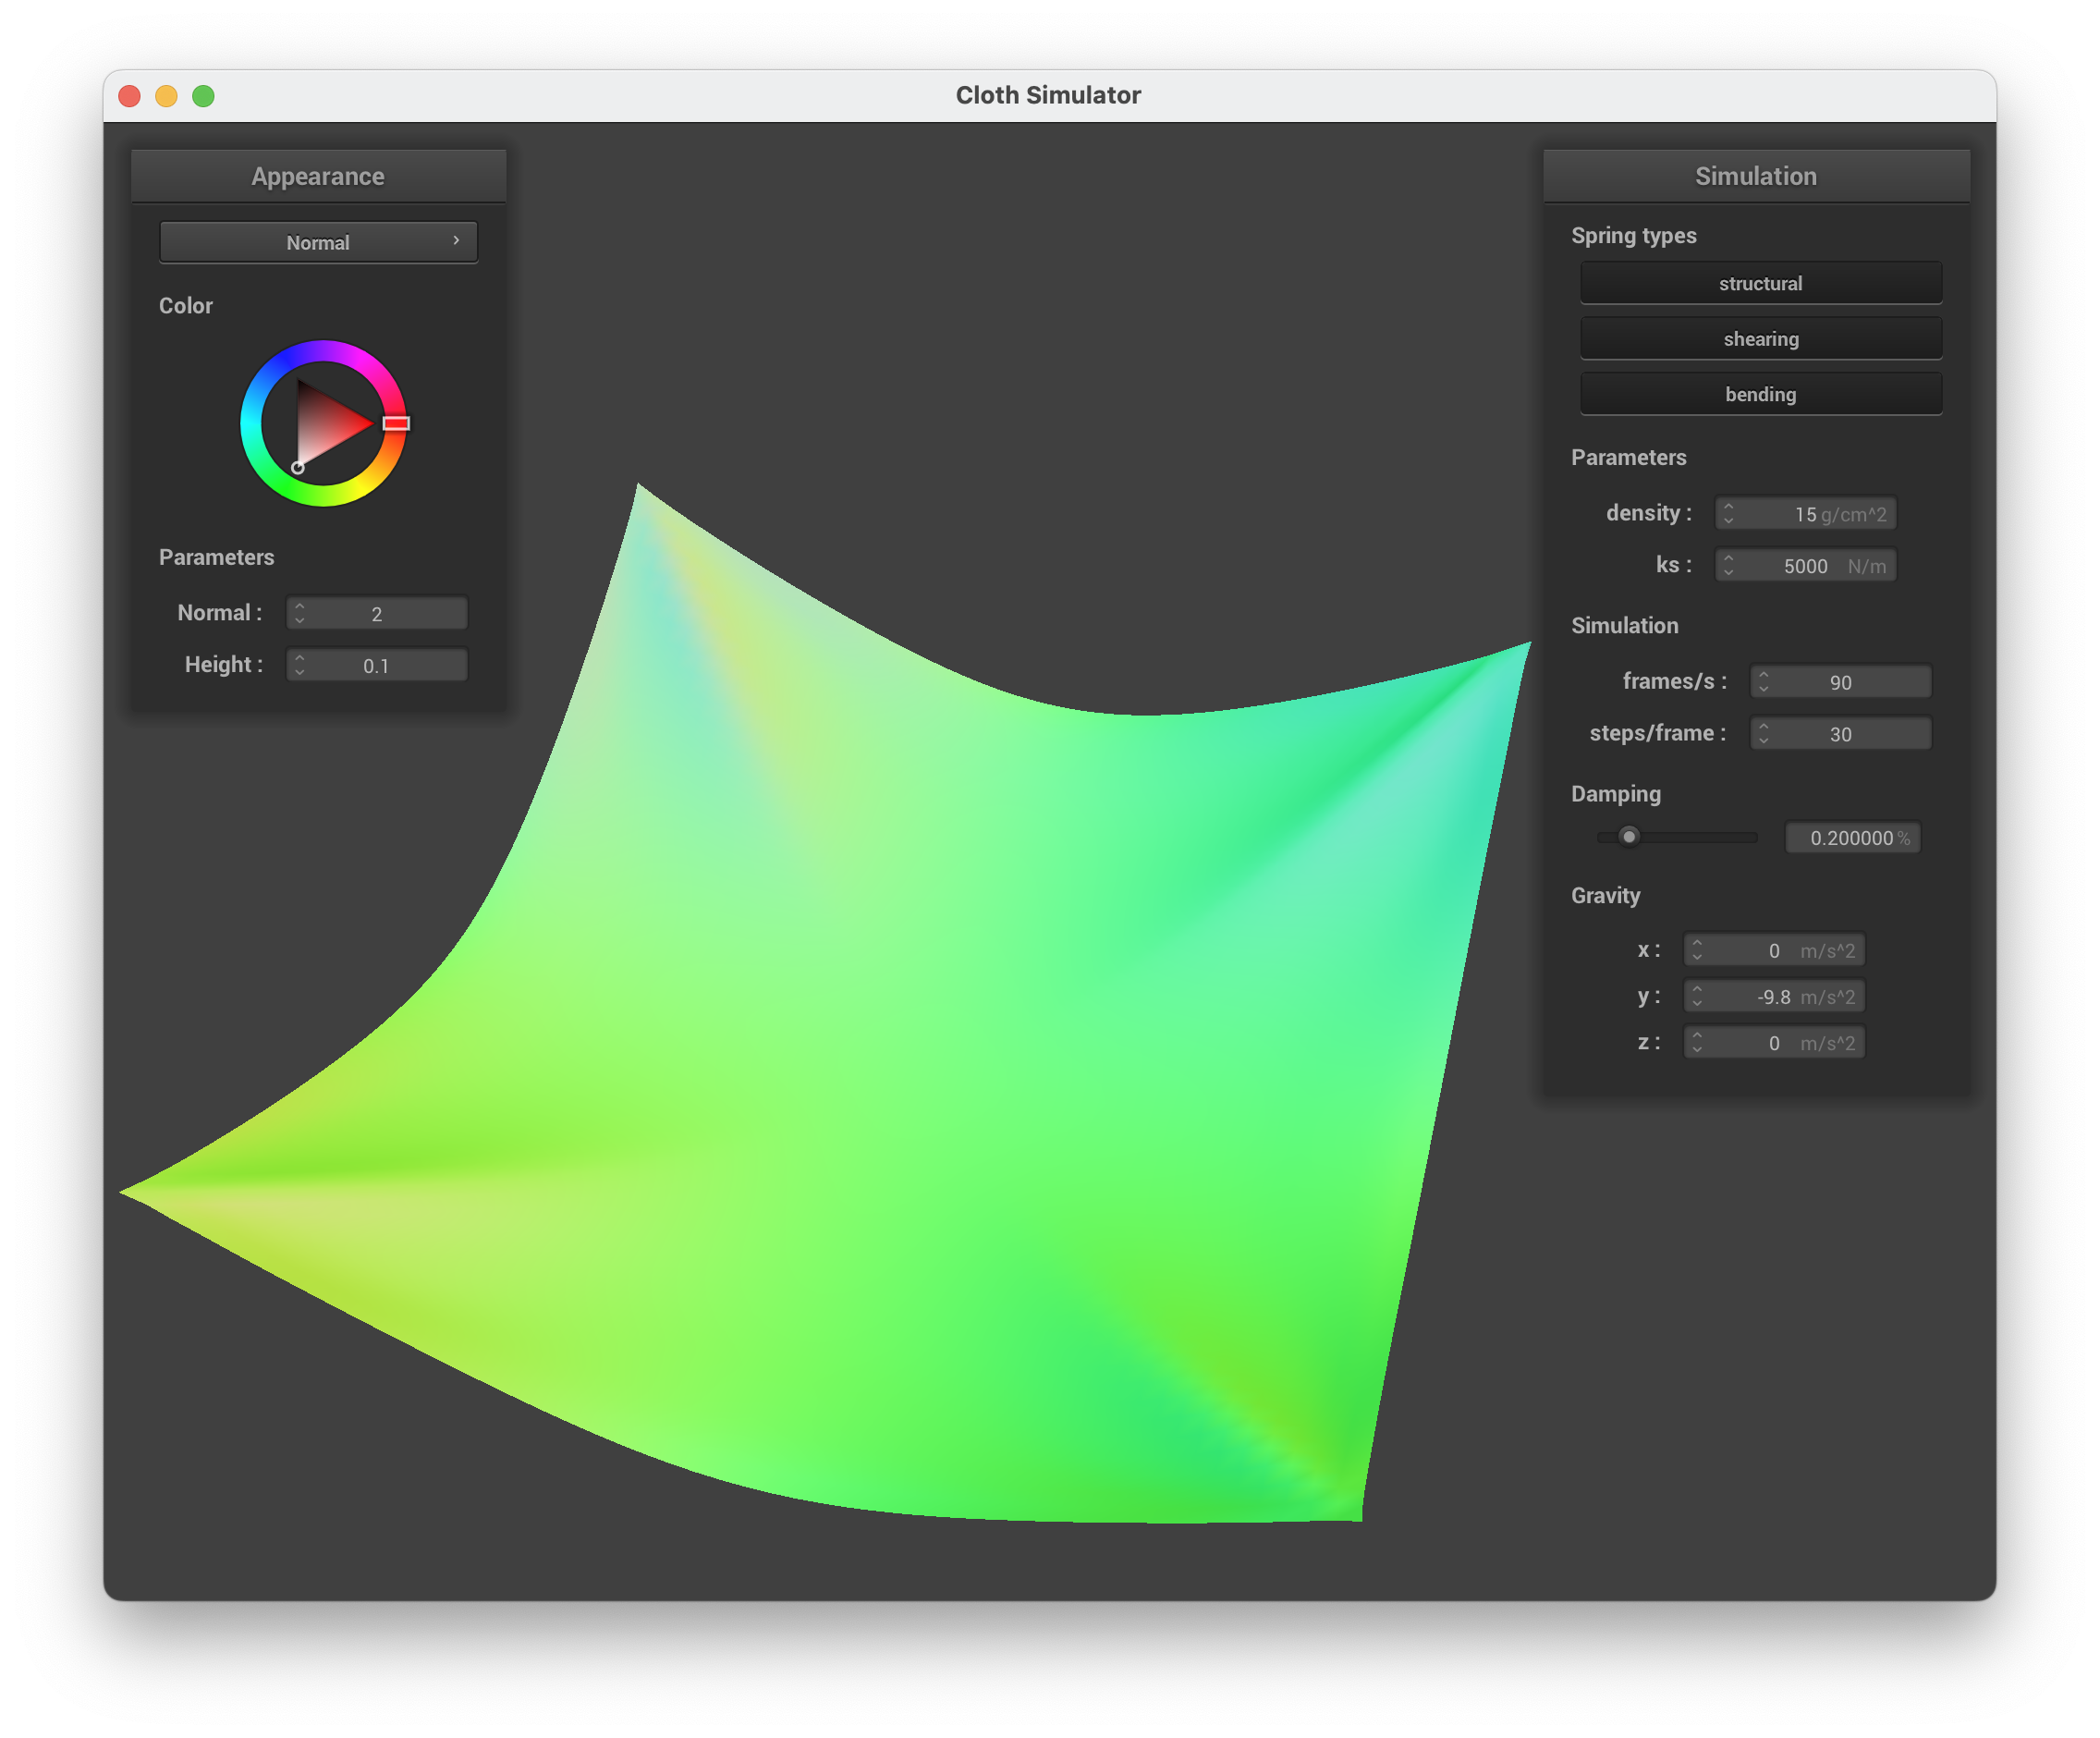 Cloth Simulator
Appearance
Normal
Color
Parameters
Normal : 2
Height : 0.1
Simulation
Spring types
structural
shearing
bending
Parameters
density : 15 g/cm^2
ks : 5000 N/m
Simulation
frames/s : 90
steps/frame : 30
Damping
0.200000 %
Gravity
x : 0 m/s^2
y : -9.8 m/s^2
z : 0 m/s^2